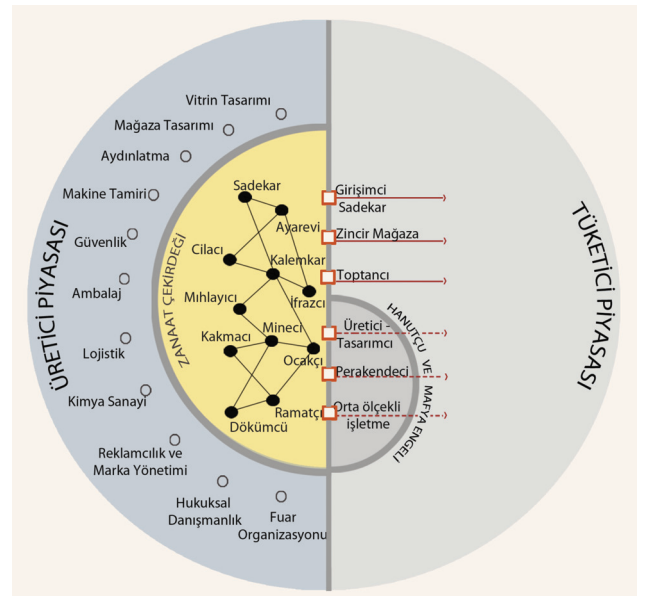 Vitrin Tasarımı
Mağaza Tasarımı
Aydınlatma
Makine Tamiri
Güvenlik
Ambalaj
Lojistik
Kimya Sanayi
Reklamcılık ve
Marka Yönetimi
Hukuksal
Danışmanlık
Fuar
Organizasyonu
ÜRETİCİ PİYASASI
ZANAAT ÇEKİRDEĞİ
Sadekar
Ayarevi
Cilacı
Kalemkar
Mıhlayıcı
İfrazcı
Mineci
Kakmacı
Ocakçı
Ramatçı
Dökümcü
Girişimci
Sadekar
Zincir Mağaza
Toptancı
Üretici -
Tasarımcı
Perakendeci
Orta ölçekli
işletme
HANUTÇU VE MAFYA ENGELİ
TÜKETİCİ PİYASASI